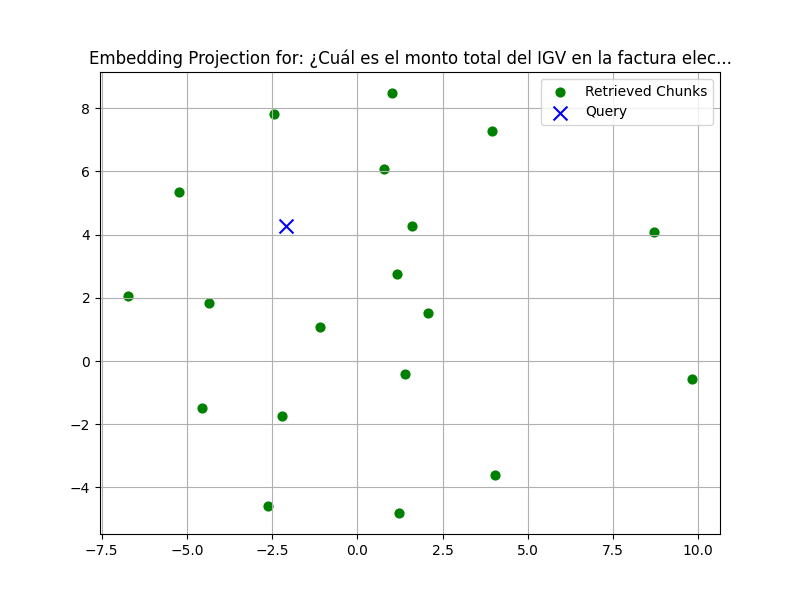 Embedding Projection for: ¿Cuál es el monto total del IGV en la factura elec...
Retrieved Chunks
Query
8
6
4
2
0
−2
−4
−7.5 −5.0 −2.5 0.0 2.5 5.0 7.5 10.0